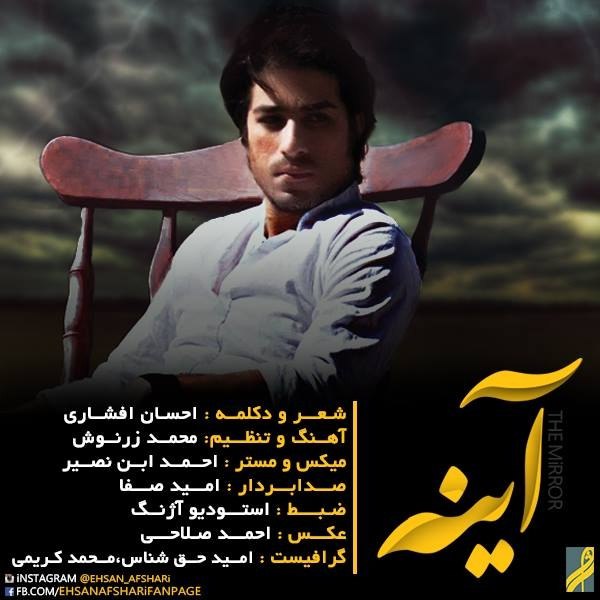 آینه
THE MIRROR
شعر و دکلمه : احسان افشاری
آهنگ و تنظیم: محمد زرنوش
میکس و مستر : احمد ابن نصیر
صدابردار : امید صفا
ضبط : استودیو آژنگ
عکس : احمد صلاحی
گرافیست : امید حق شناس،محمد کریمی
iNSTAGRAM @EHSAN_AFSHARi
FB.COM/EHSANAFSHARiFANPAGE